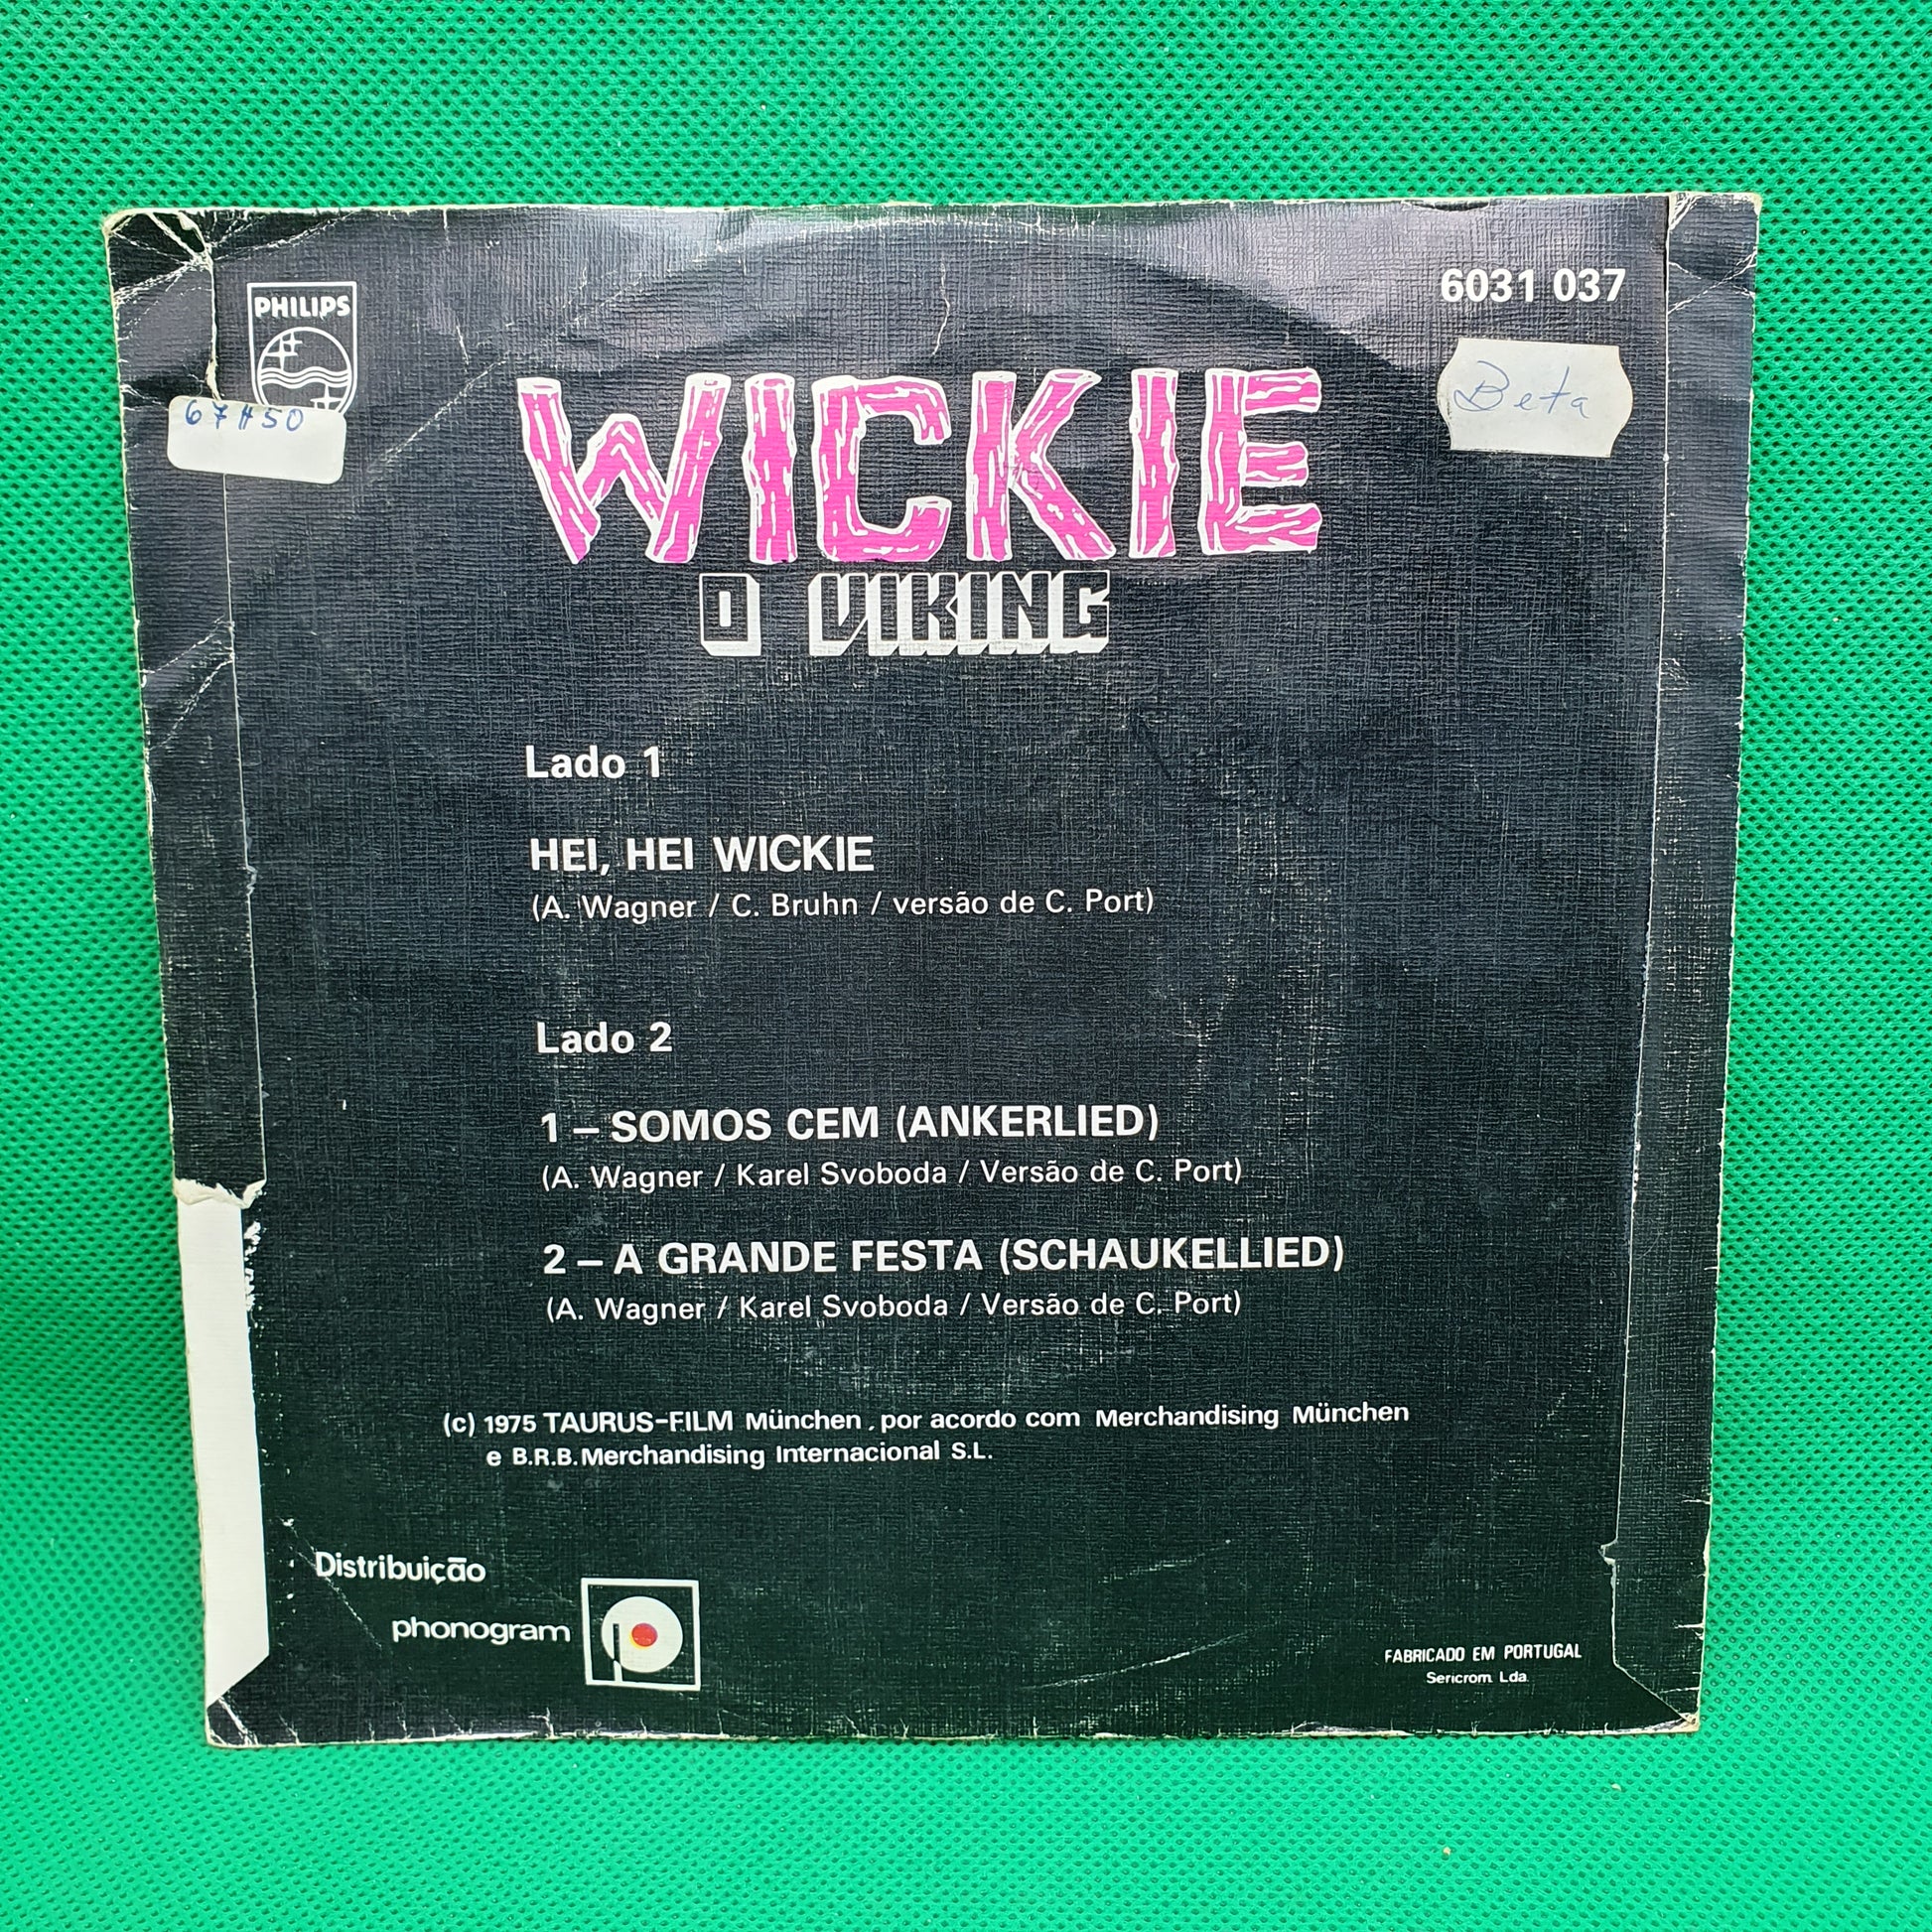 PHILIPS
6031 037
67#50
Beta
WICKIE
O VIKING
Lado 1
HEI, HEI WICKIE
(A. Wagner / C. Bruhn / versão de C. Port)
Lado 2
1 – SOMOS CEM (ANKERLIED)
(A. Wagner / Karel Svoboda / Versão de C. Port)
2 – A GRANDE FESTA (SCHAUKELLIED)
(A. Wagner / Karel Svoboda / Versão de C. Port)
(c) 1975 TAURUS-FILM München, por acordo com Merchandising München
e B.R.B. Merchandising Internacional S.L.
Distribuição
phonogram
FABRICADO EM PORTUGAL
Sericrom Lda.